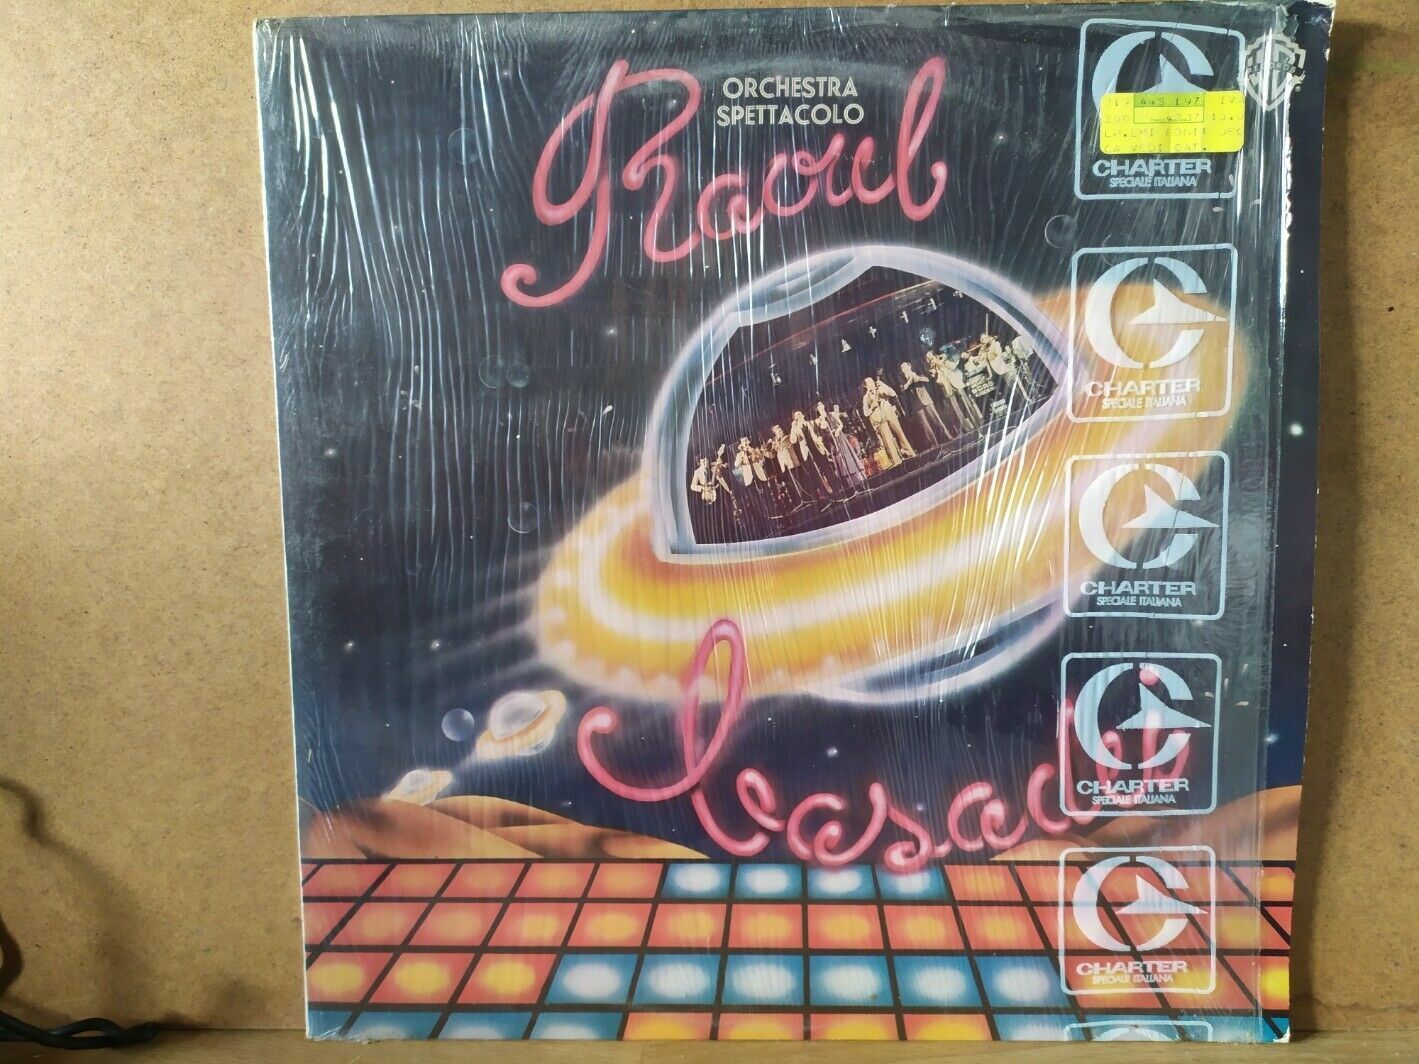 ORCHESTRA
SPETTACOLO
Raoul
Casadei
CHARTER
SPECIALE ITALIANA
CHARTER
SPECIALE ITALIANA
CHARTER
SPECIALE ITALIANA
CHARTER
SPECIALE ITALIANA
CHARTER
SPECIALE ITALIANA